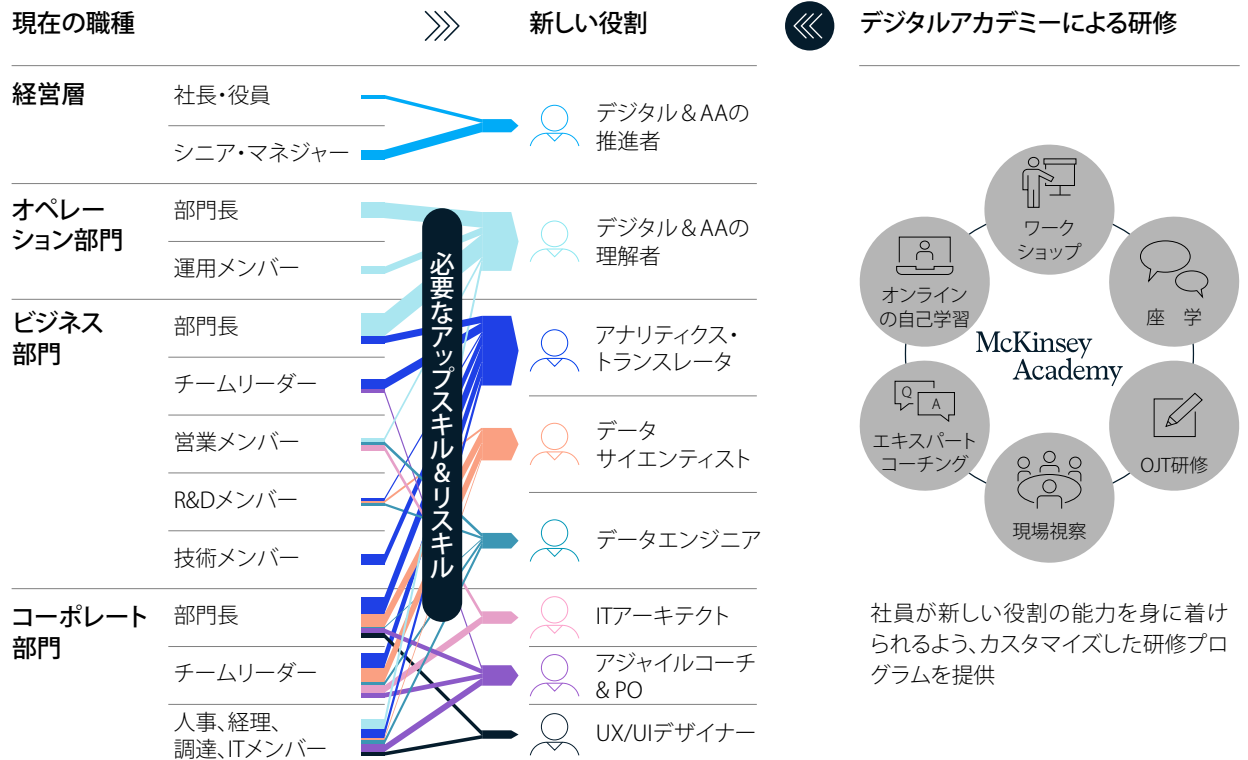 現在の職種
新しい役割
デジタルアカデミーによる研修
経営層
社長・役員
シニア・マネジャー
デジタル&AAの
推進者
オペレー
ション部門
部門長
運用メンバー
デジタル&AAの
理解者
ビジネス
部門
部門長
チームリーダー
営業メンバー
R&Dメンバー
技術メンバー
アナリティクス・
トランスレータ
データ
サイエンティスト
データエンジニア
コーポレート
部門
部門長
チームリーダー
人事、経理、
調達、ITメンバー
ITアーキテクト
アジャイルコーチ
& PO
UX/UIデザイナー
必要なアップスキル&リスキル
ワーク
ショップ
座 学
OJT研修
現場視察
Q
A
エキスパート
コーチング
オンライン
の自己学習
McKinsey
Academy
社員が新しい役割の能力を身に着け
られるよう、カスタマイズした研修プロ
グラムを提供